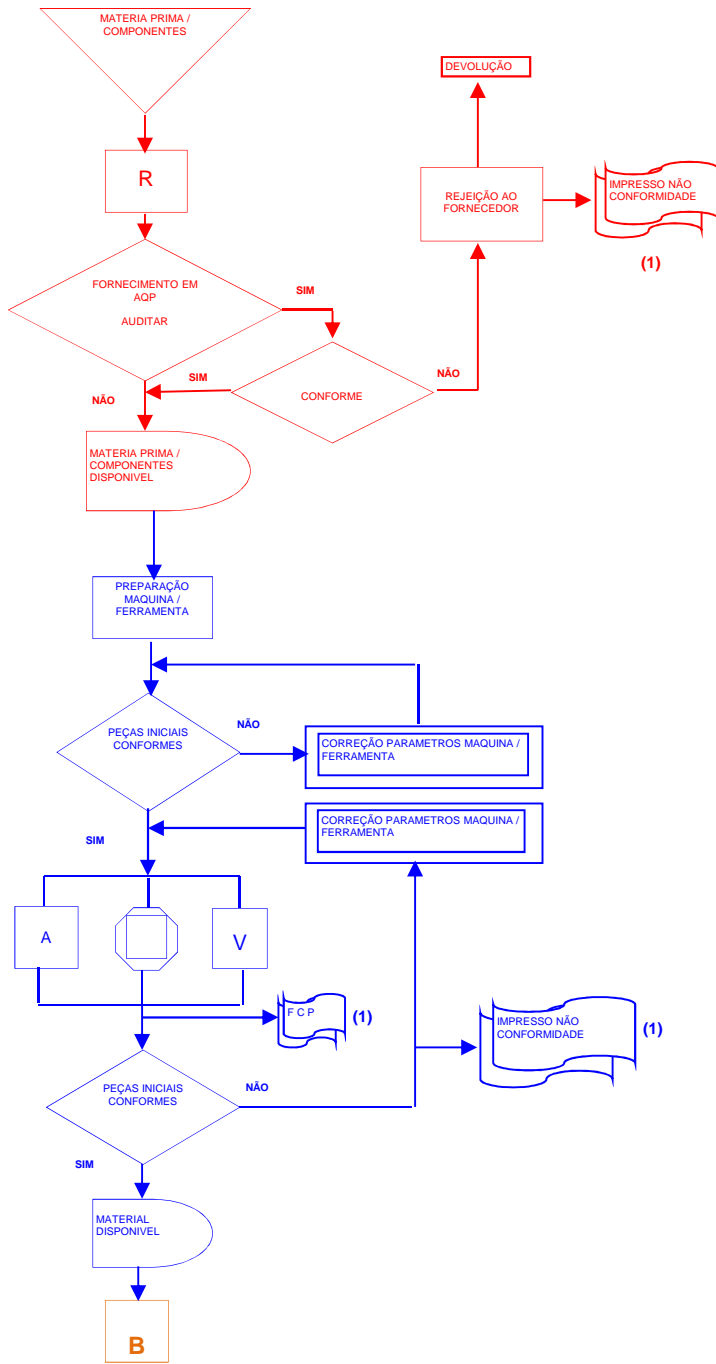 MATERIA PRIMA /
COMPONENTES
DEVOLUÇÃO
R
REJEIÇÃO AO
FORNECEDOR
IMPRESSO NÃO
CONFORMIDADE
(1)
FORNECIMENTO EM
AQP
AUDITAR
SIM
SIM
CONFORME
NÃO
NÃO
MATERIA PRIMA /
COMPONENTES
DISPONIVEL
PREPARAÇÃO
MAQUINA /
FERRAMENTA
PEÇAS INICIAIS
CONFORMES
NÃO
CORREÇÃO PARAMETROS MAQUINA /
FERRAMENTA
CORREÇÃO PARAMETROS MAQUINA /
FERRAMENTA
SIM
A
V
F C P
(1)
IMPRESSO NÃO
CONFORMIDADE
(1)
PEÇAS INICIAIS
CONFORMES
NÃO
SIM
MATERIAL
DISPONIVEL
B